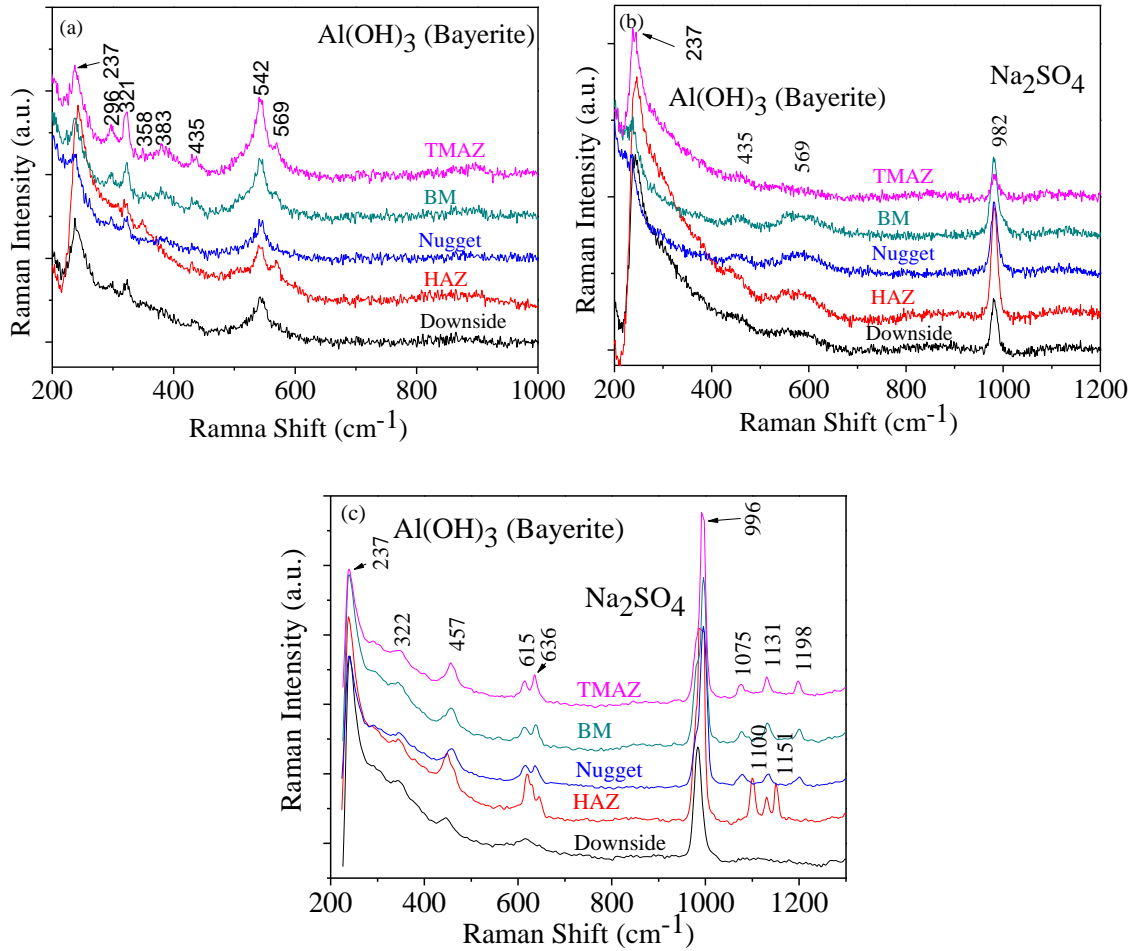 (a)
Al(OH)3 (Bayerite)
237
296
321
358
383
435
542
569
TMAZ
BM
Nugget
HAZ
Downside
Raman Intensity (a.u.)
200 400 600 800 1000
Ramna Shift (cm-1)
(b)
237
Al(OH)3 (Bayerite)
Na2SO4
435
569
982
TMAZ
BM
Nugget
HAZ
Downside
Raman Intensity (a.u.)
200 400 600 800 1000 1200
Raman Shift (cm-1)
(c)
Al(OH)3 (Bayerite)
237
996
Na2SO4
322
457
615
636
1075
1131
1198
TMAZ
BM
1100
1151
Nugget
HAZ
Downside
Raman Intensity (a.u.)
200 400 600 800 1000 1200
Raman Shift (cm-1)